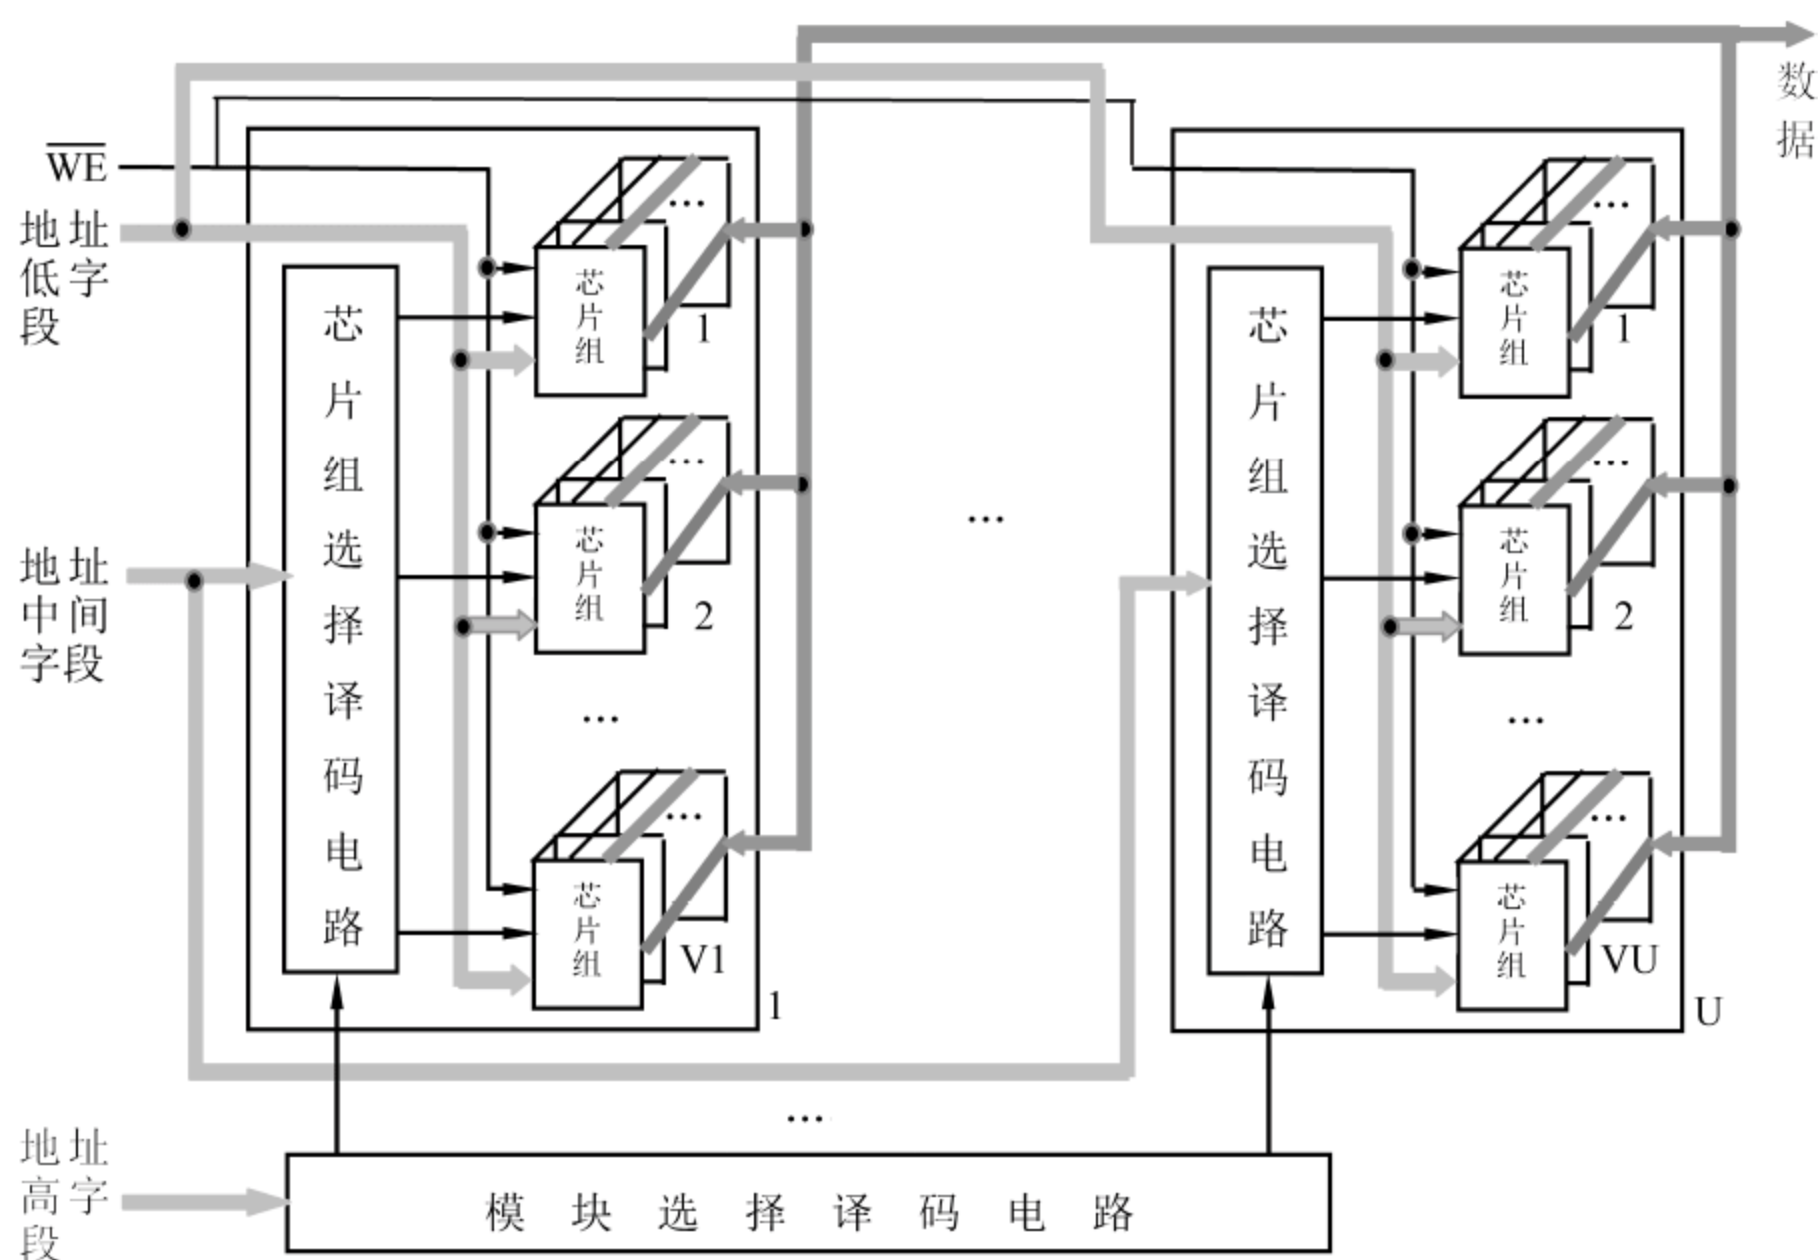 数
据
WE
地址
低字
段
芯片组选择译码电路
芯片组
1
芯片组
2
...
芯片组
V1
1
...
芯片组选择译码电路
芯片组
1
芯片组
2
...
芯片组
VU
U
地址
中间
字段
...
地址
高字
段
模块选择译码电路